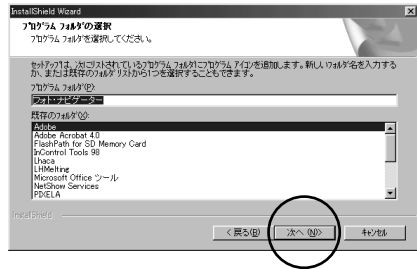 InstallShield Wizard
プログラム フォルダの選択
プログラム フォルダを選択してください。
セットアップは、次にリストされているプログラム フォルダにプログラム アイコンを追加します。新しいフォルダ名を入力する
か、または既存のフォルダ リストから1つを選択することもできます。
プログラム フォルダ(P):
フォト・ナビゲーター
既存のフォルダ(X):
Adobe
Adobe Acrobat 4.0
FlashPath for SD Memory Card
InControl Tools 98
Lhaca
LHMelting
Microsoft Office ツール
NetShow Services
PIXELA
InstallShield
< 戻る(B)
次へ (N)>
キャンセル